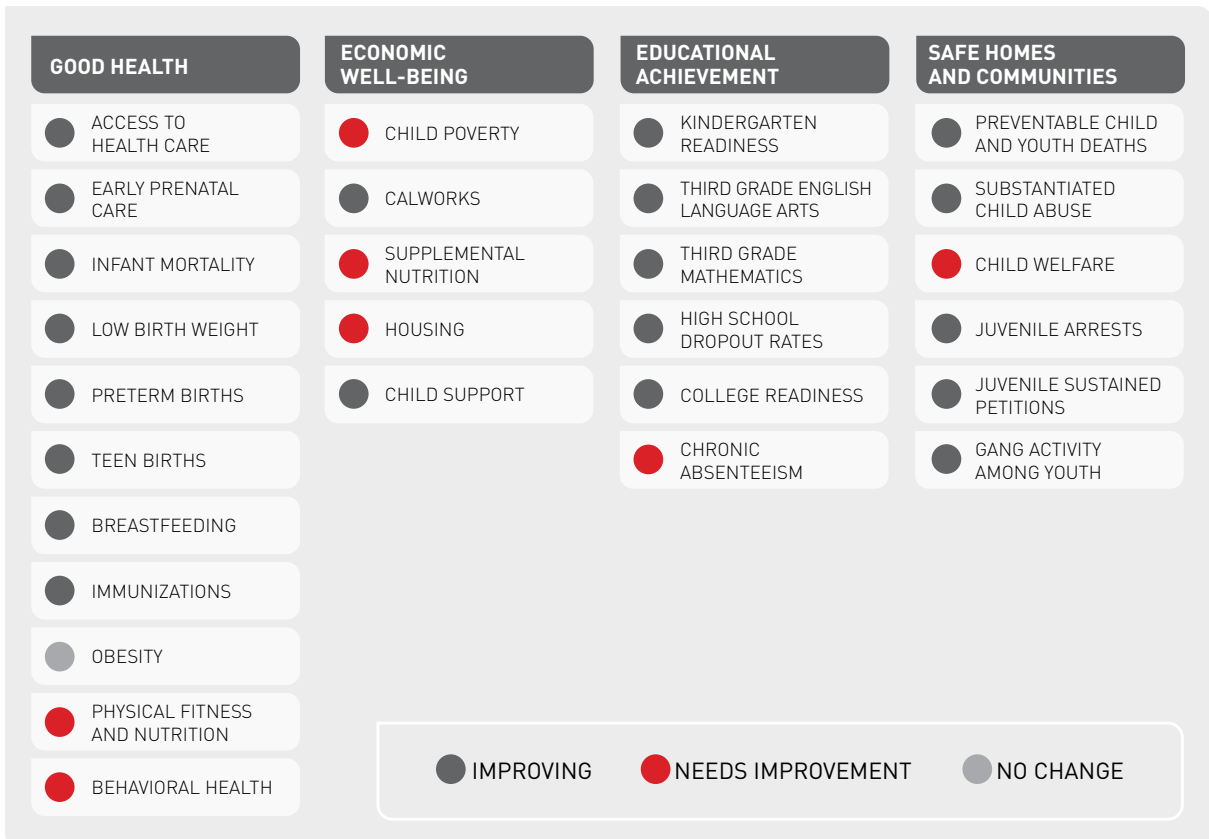 GOOD HEALTH
ACCESS TO
HEALTH CARE
EARLY PRENATAL
CARE
INFANT MORTALITY
LOW BIRTH WEIGHT
PRETERM BIRTHS
TEEN BIRTHS
BREASTFEEDING
IMMUNIZATIONS
OBESITY
PHYSICAL FITNESS
AND NUTRITION
BEHAVIORAL HEALTH
ECONOMIC
WELL-BEING
CHILD POVERTY
CALWORKS
SUPPLEMENTAL
NUTRITION
HOUSING
CHILD SUPPORT
EDUCATIONAL
ACHIEVEMENT
KINDERGARTEN
READINESS
THIRD GRADE ENGLISH
LANGUAGE ARTS
THIRD GRADE
MATHEMATICS
HIGH SCHOOL
DROPOUT RATES
COLLEGE READINESS
CHRONIC
ABSENTEEISM
SAFE HOMES
AND COMMUNITIES
PREVENTABLE CHILD
AND YOUTH DEATHS
SUBSTANTIATED
CHILD ABUSE
CHILD WELFARE
JUVENILE ARRESTS
JUVENILE SUSTAINED
PETITIONS
GANG ACTIVITY
AMONG YOUTH
IMPROVING
NEEDS IMPROVEMENT
NO CHANGE